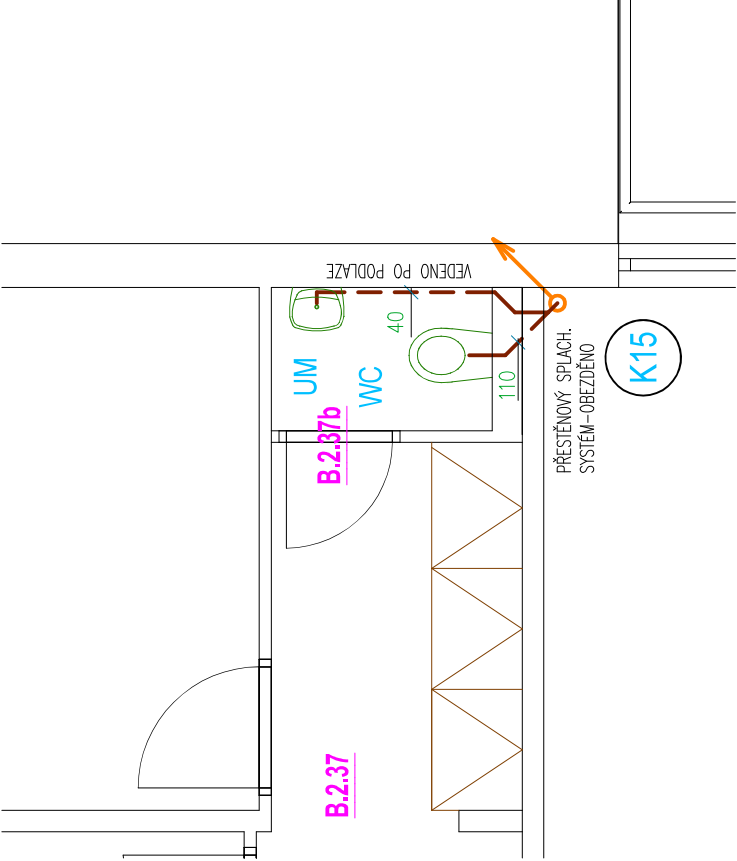 VEDENO PO PODLAZE
40
110
UM
WC
B.2.37b
B.2.37
PŘESTĚNOVÝ SPLACH.
SYSTÉM-OBEZDĚNO
K15